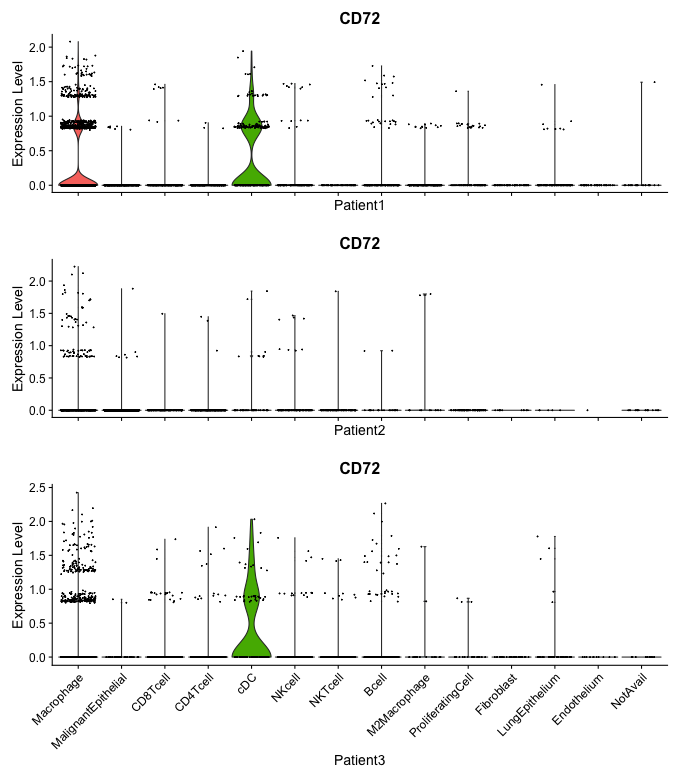 CD72
2.0
1.5
1.0
0.5
0.0
Expression Level
Patient1
CD72
2.0
1.5
1.0
0.5
0.0
Expression Level
Patient2
CD72
2.5
2.0
1.5
1.0
0.5
0.0
Expression Level
Macrophage
MalignantEpithelial
CD8Tcell
CD4Tcell
cDC
NKcell
NKTcell
Bcell
M2Macrophage
ProliferatingCell
Fibroblast
LungEpithelium
Endothelium
NotAvail
Patient3